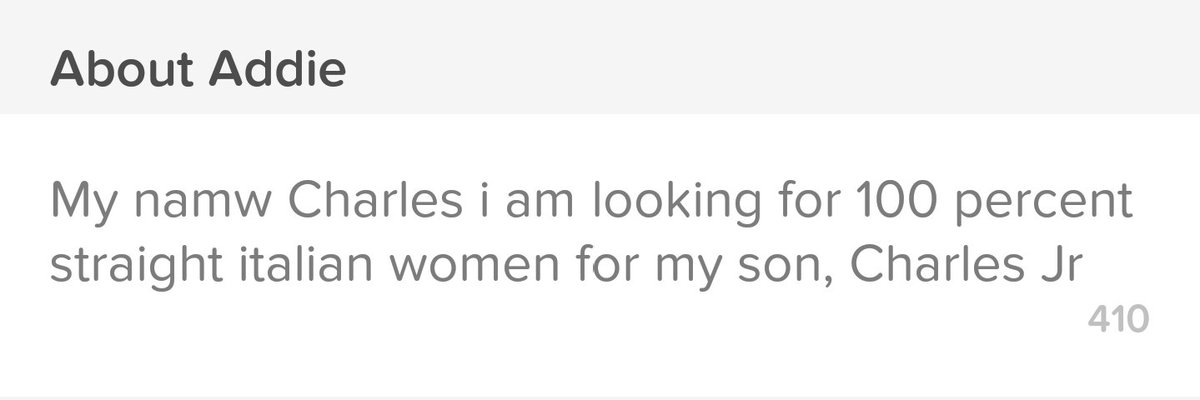 About Addie
My namw Charles i am looking for 100 percent
straight italian women for my son, Charles Jr
410